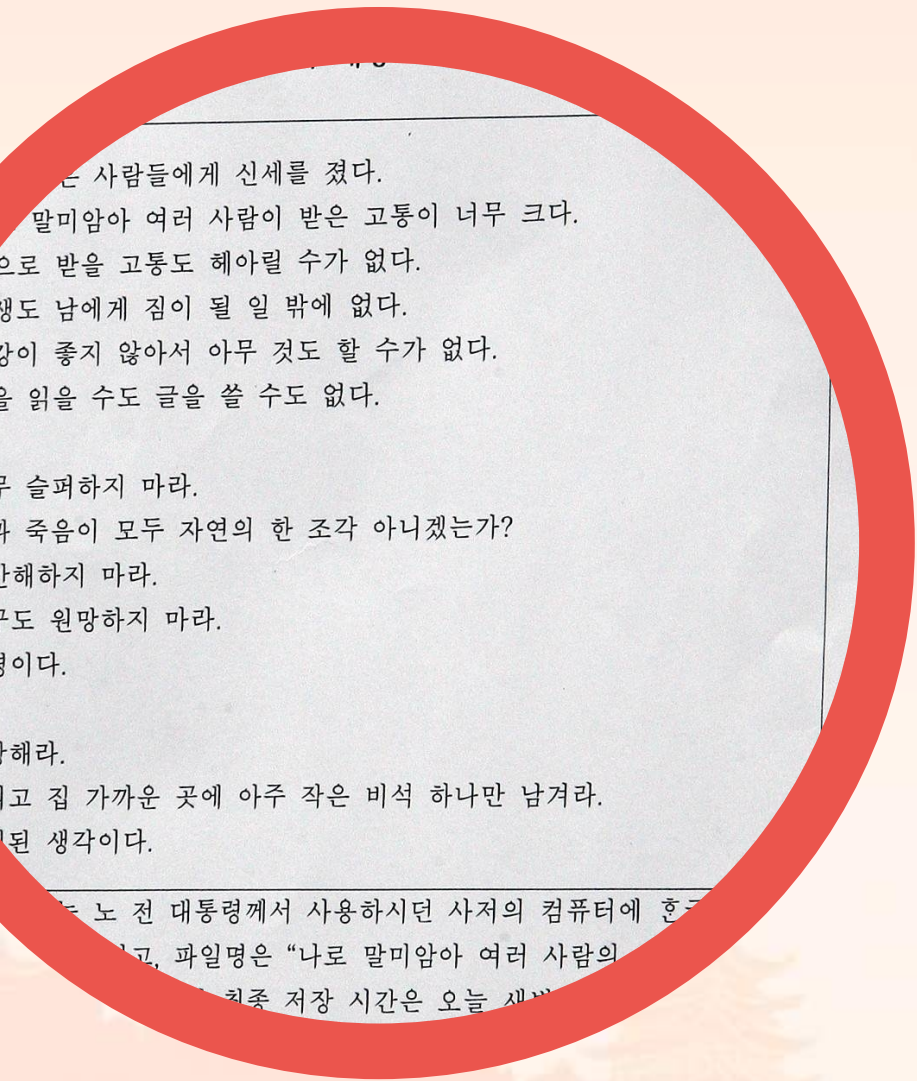 사람들에게 신세를 졌다.
말미암아 여러 사람이 받은 고통이 너무 크다.
으로 받을 고통도 헤아릴 수가 없다.
생도 남에게 짐이 될 일 밖에 없다.
강이 좋지 않아서 아무 것도 할 수가 없다.
을 읽을 수도 글을 쓸 수도 없다.
슬퍼하지 마라.
죽음이 모두 자연의 한 조각 아니겠는가?
안해하지 마라.
구도 원망하지 마라.
명이다.
장해라.
리고 집 가까운 곳에 아주 작은 비석 하나만 남겨라.
된 생각이다.
노 전 대통령께서 사용하시던 사저의 컴퓨터에
파일명은 “나로 말미암아 여러 사람의
최종 저장 시간은 오늘